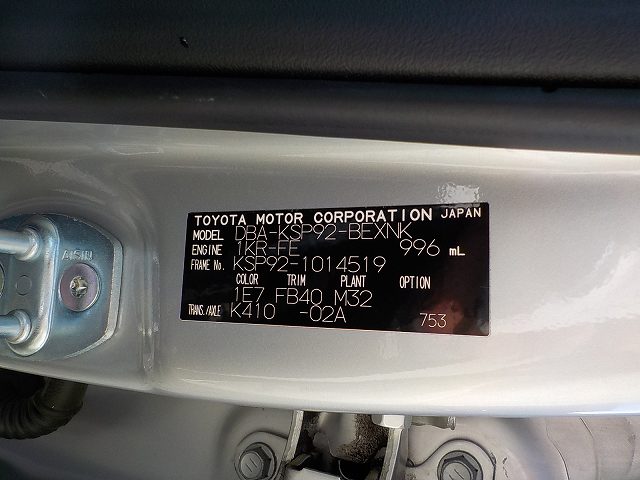 AISIN
TOYOTA MOTOR CORPORATION JAPAN
MODEL DBA-KSP92-BEXNK
ENGINE 1KR-FE 996 mL
FRAME No. KSP92-1014519
COLOR TRIM PLANT OPTION
1E7 FB40 M32
TRANS./AXLE K410 -02A
753